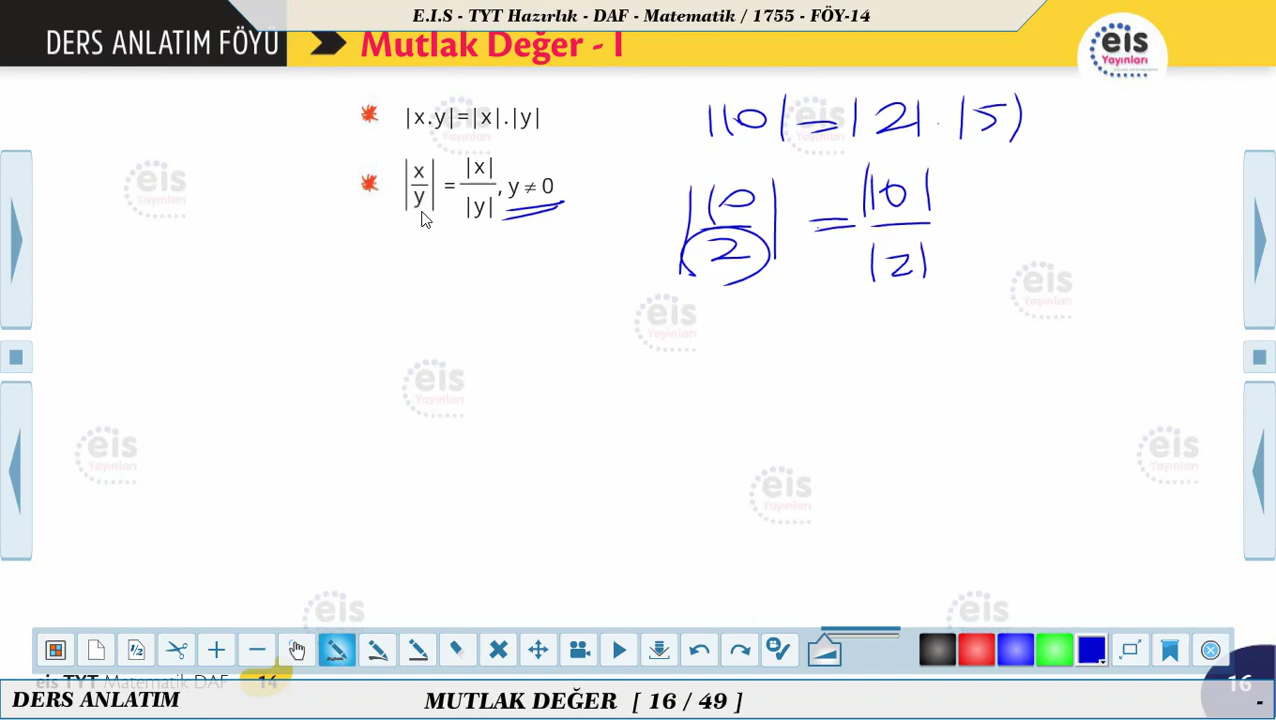 E.I.S - TYT Hazırlık - DAF - Matematik / 1755 - FÖY-14
DERS ANLATIM FÖYÜ
Mutlak Değer - I
eis
Yayınları
|x.y|=|x|.|y|
|10| = |2| . |5|
|x/y| = |x|/|y|, y ≠ 0
|10/2| = |10|/|2|
eis TYT Matematik DAF 14
16
DERS ANLATIM
MUTLAK DEĞER [ 16 / 49 ]
-